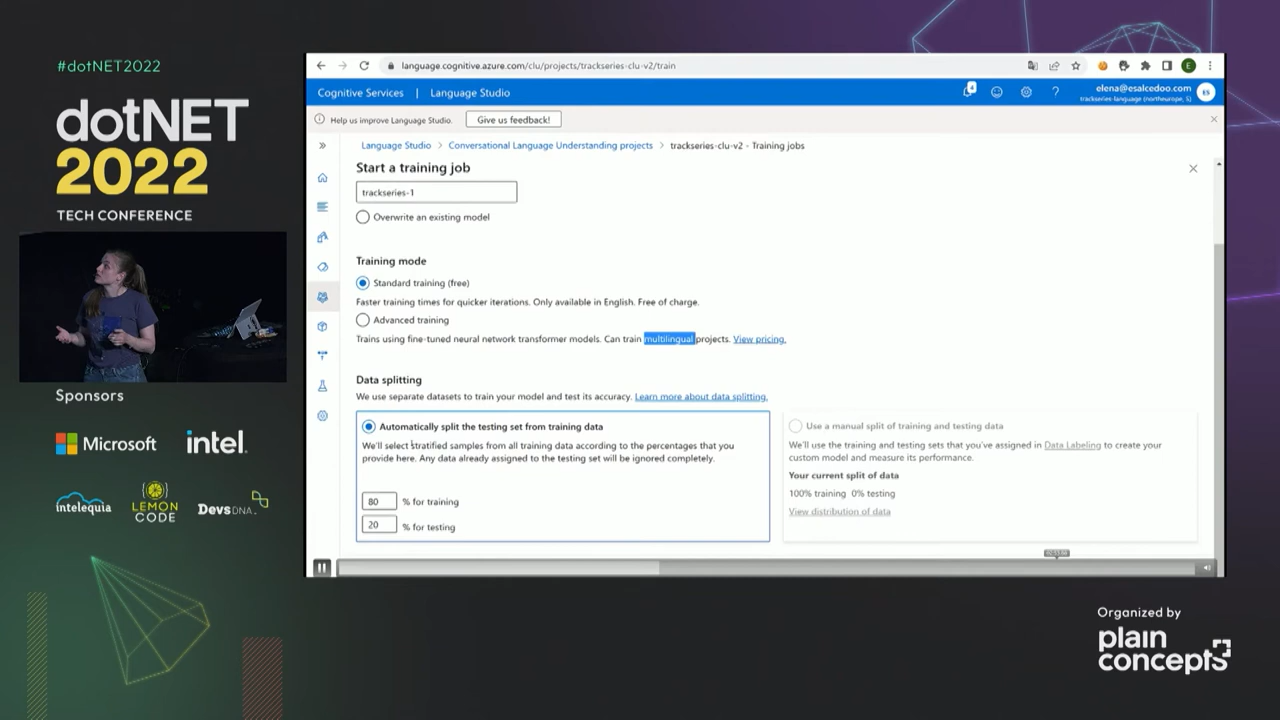 #dotNET2022
dotNET
2022
TECH CONFERENCE
Sponsors
Microsoft
intel.
intelequia
LEMON
CODE
DevsDNA
language.cognitive.azure.com/clu/projects/trackseries-clu-v2/train
E
Cognitive Services | Language Studio
4
?
elena@esalcedoo.com
trackseries-language (northeurope, S)
ES
Help us improve Language Studio.
Give us feedback!
Language Studio > Conversational Language Understanding projects > trackseries-clu-v2 - Training jobs
Start a training job
trackseries-1
Overwrite an existing model
Training mode
Standard training (free)
Faster training times for quicker iterations. Only available in English. Free of charge.
Advanced training
Trains using fine-tuned neural network transformer models. Can train multilingual projects. View pricing.
Data splitting
We use separate datasets to train your model and test its accuracy. Learn more about data splitting.
Automatically split the testing set from training data
We'll select stratified samples from all training data according to the percentages that you
provide here. Any data already assigned to the testing set will be ignored completely.
80 % for training
20 % for testing
Use a manual split of training and testing data
We'll use the training and testing sets that you've assigned in Data Labeling to create your
custom model and measure its performance.
Your current split of data
100% training 0% testing
View distribution of data
Organized by
plain
concepts